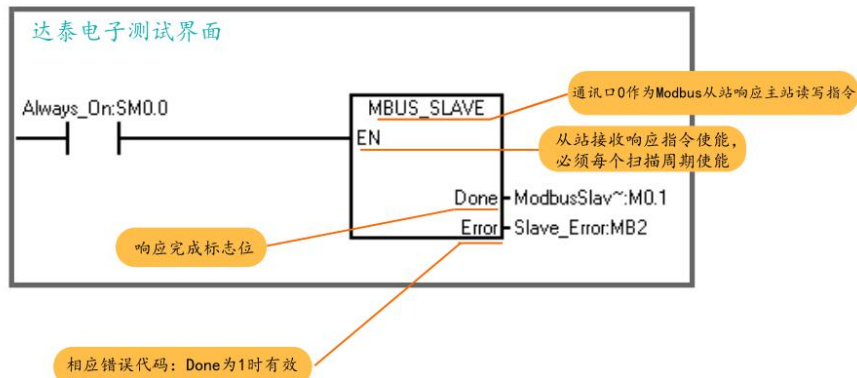 达泰电子测试界面
通讯口0作为Modbus从站响应主站读写指令
Always_On:SM0.0
MBUS_SLAVE
EN
从站接收响应指令使能，
必须每个扫描周期使能
Done
ModbusSlav~:M0.1
Error
Slave_Error:MB2
响应完成标志位
相应错误代码：Done为1时有效